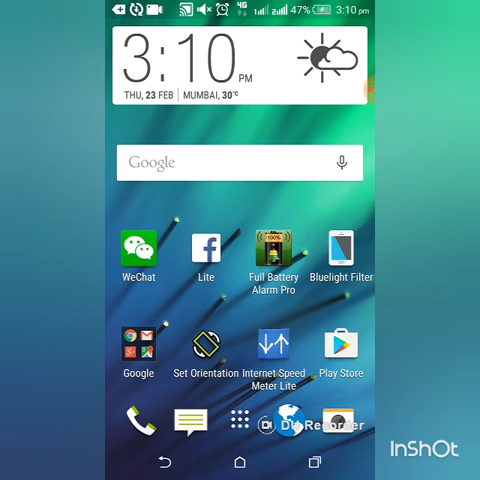 4G 47% 3:10 pm
3:10 PM
THU, 23 FEB MUMBAI, 30°C
Google
100%
WeChat Lite Full Battery Alarm Pro Bluelight Filter
Google Set Orientation Internet Speed Meter Lite Play Store
DU Recorder
InShOt